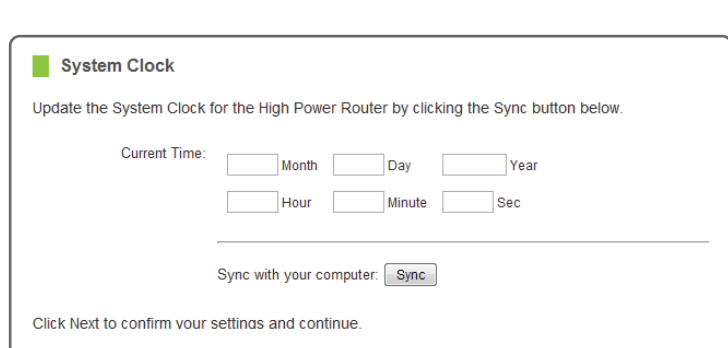 System Clock
Update the System Clock for the High Power Router by clicking the Sync button below.
Current Time: Month Day Year
Hour Minute Sec
Sync with your computer: Sync
Click Next to confirm your settings and continue.